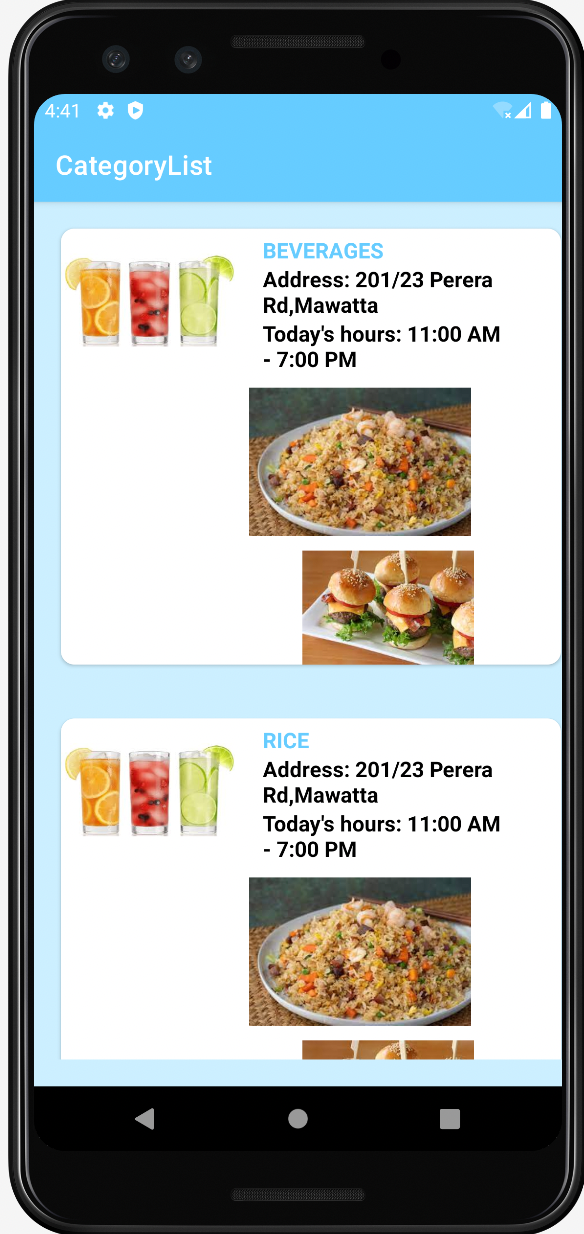 4:41
CategoryList
BEVERAGES
Address: 201/23 Perera
Rd,Mawatta
Today's hours: 11:00 AM
- 7:00 PM
RICE
Address: 201/23 Perera
Rd,Mawatta
Today's hours: 11:00 AM
- 7:00 PM